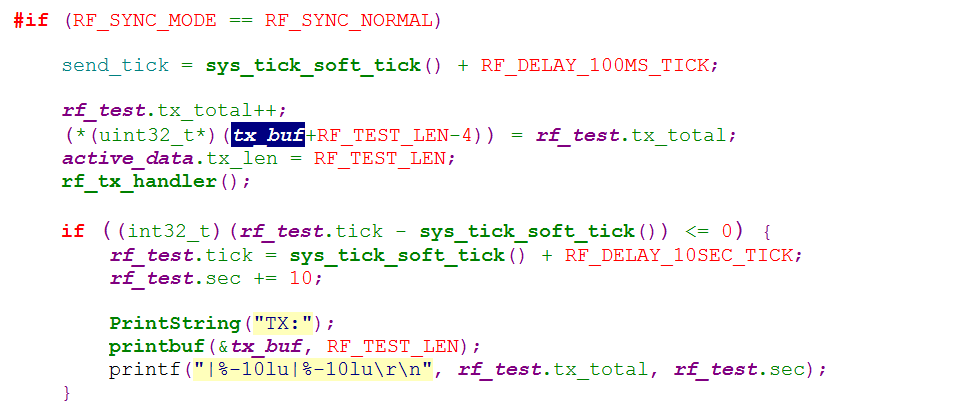 #if (RF_SYNC_MODE == RF_SYNC_NORMAL)
send_tick = sys_tick_soft_tick() + RF_DELAY_100MS_TICK;
rf_test.tx_total++;
(*(uint32_t*)(tx_buf+RF_TEST_LEN-4)) = rf_test.tx_total;
active_data.tx_len = RF_TEST_LEN;
rf_tx_handler();
if ((int32_t)(rf_test.tick - sys_tick_soft_tick()) <= 0) {
rf_test.tick = sys_tick_soft_tick() + RF_DELAY_10SEC_TICK;
rf_test.sec += 10;
PrintString("TX:");
printbuf(&tx_buf, RF_TEST_LEN);
printf("|%-10lu|%-10lu\r\n", rf_test.tx_total, rf_test.sec);
}